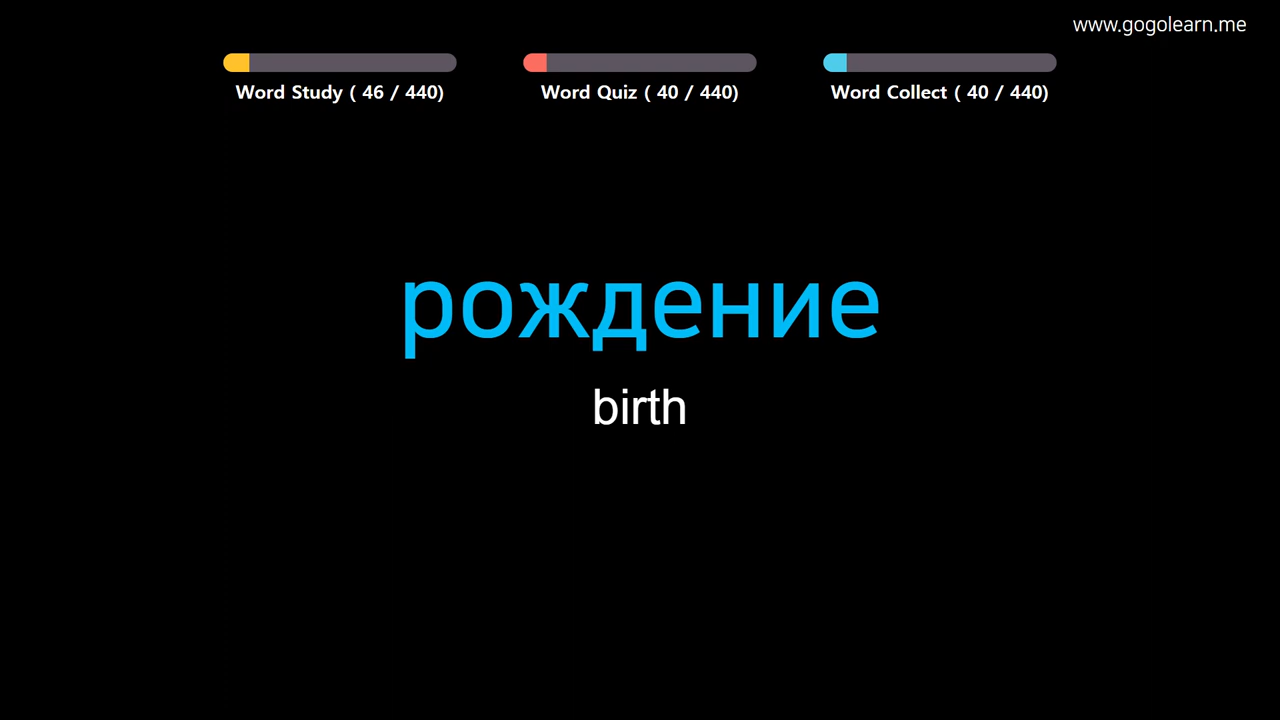 www.gogolearn.me
Word Study ( 46 / 440)
Word Quiz ( 40 / 440)
Word Collect ( 40 / 440)
рождение
birth